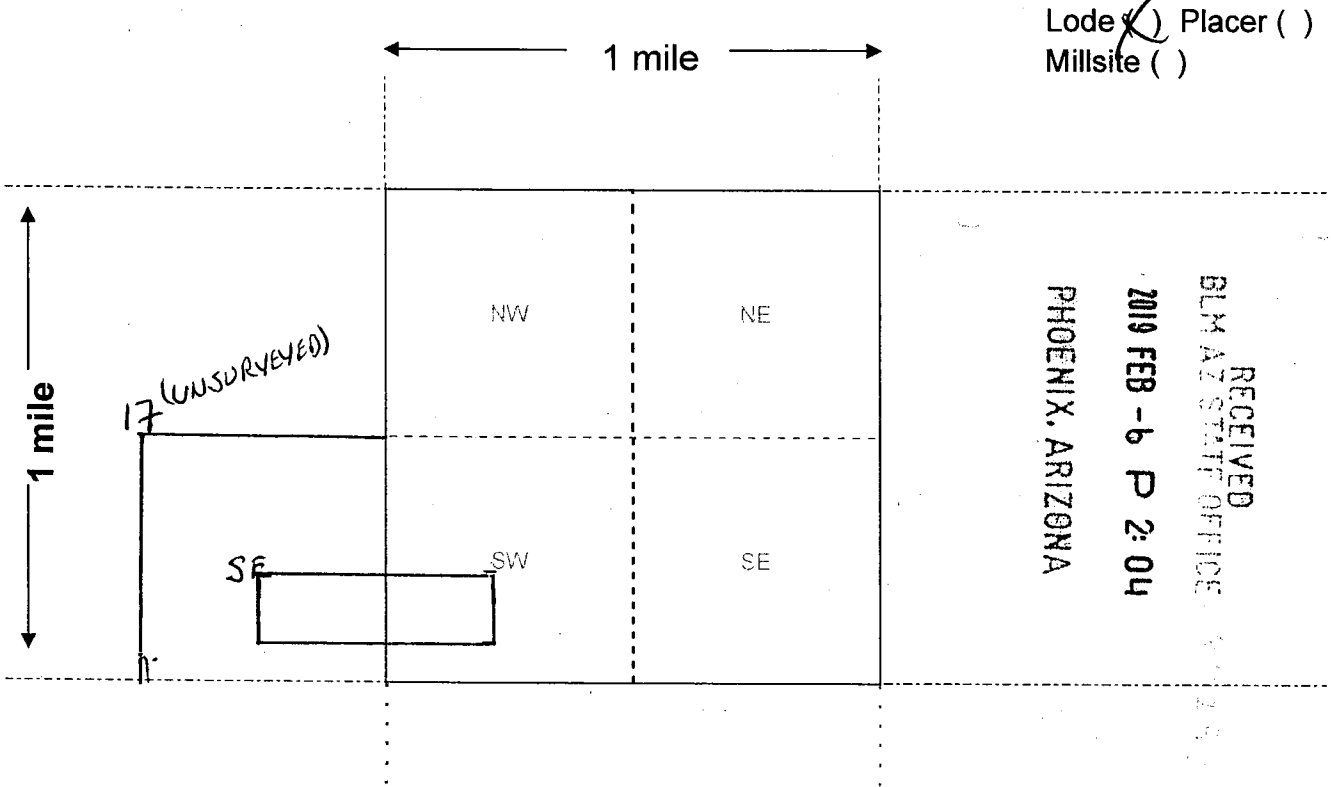 Lode (X) Placer ( )
Millsite ( )
1 mile
1 mile
NW
NE
17 (UNSURVEYED)
SE
SW
SE
RECEIVED
BLM AZ STATE OFFICE
2019 FEB -6 P 2:04
PHOENIX, ARIZONA